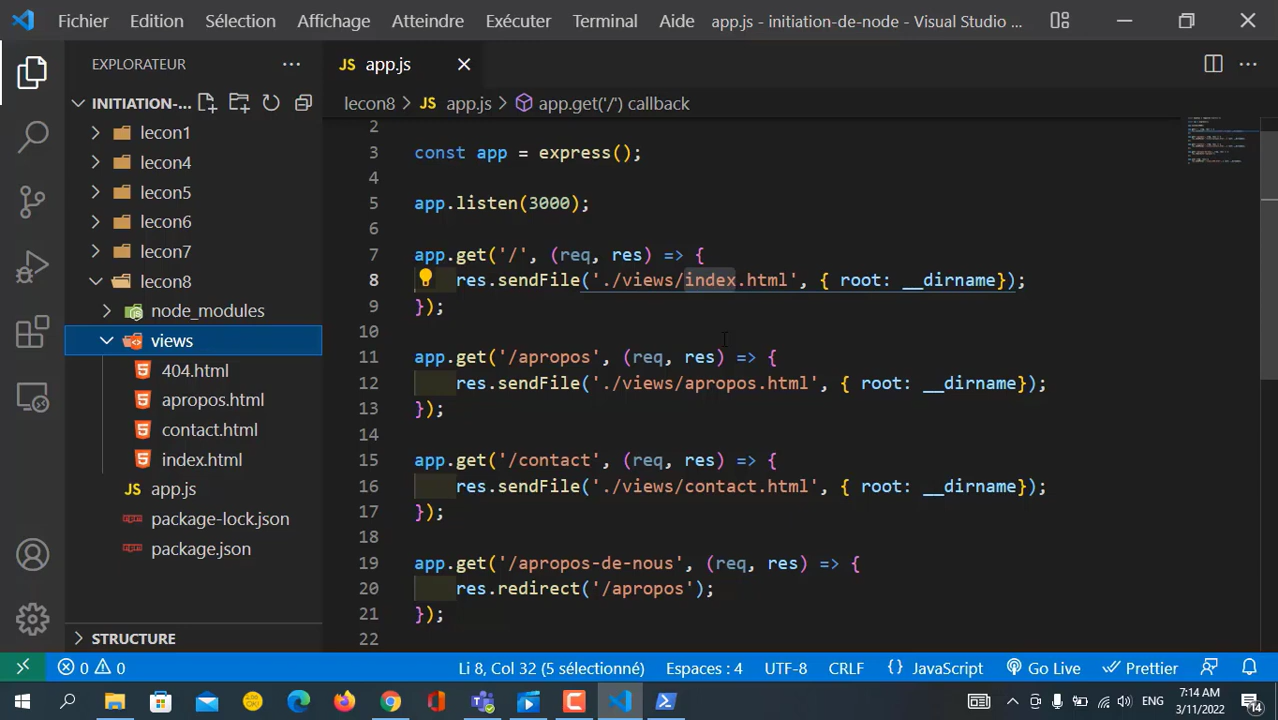 Fichier Edition Sélection Affichage Atteindre Exécuter Terminal Aide app.js - initiation-de-node - Visual Studio ...
EXPLORATEUR
JS app.js
INITIATION-...
lecon8 > JS app.js > app.get('/') callback
lecon1
lecon4
lecon5
lecon6
lecon7
lecon8
node_modules
views
404.html
apropos.html
contact.html
index.html
JS app.js
package-lock.json
package.json
STRUCTURE
2
3 const app = express();
4
5 app.listen(3000);
6
7 app.get('/', (req, res) => {
8 res.sendFile('./views/index.html', { root: __dirname});
9 });
10
11 app.get('/apropos', (req, res) => {
12 res.sendFile('./views/apropos.html', { root: __dirname});
13 });
14
15 app.get('/contact', (req, res) => {
16 res.sendFile('./views/contact.html', { root: __dirname});
17 });
18
19 app.get('/apropos-de-nous', (req, res) => {
20 res.redirect('/apropos');
21 });
22
0 0 Li 8, Col 32 (5 sélectionné) Espaces : 4 UTF-8 CRLF {} JavaScript Go Live Prettier
ENG 7:14 AM
3/11/2022
14